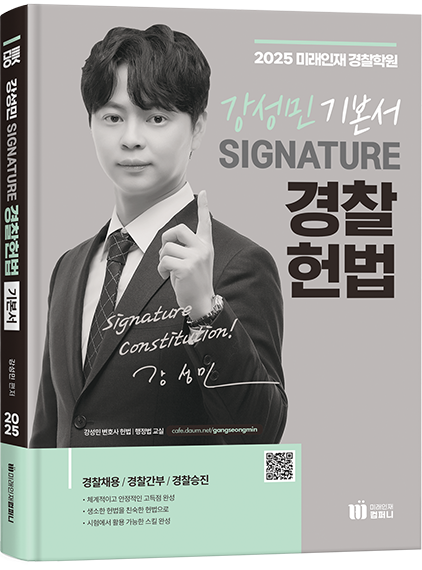 강성민 SIGNATURE 경찰헌법 기본서
강성민 편저
2025
미래인재컴퍼니
2025 미래인재 경찰학원
강성민 기본서
SIGNATURE
경찰
헌법
Signature
Constitution!
강성민
강성민 변호사 헌법 | 행정법 교실 cafe.daum.net/gangseongmin
경찰채용 / 경찰간부 / 경찰승진
• 체계적이고 안정적인 고득점 완성
• 생소한 헌법을 친숙한 헌법으로
• 시험에서 활용 가능한 스킬 완성
미래인재
컴퍼니